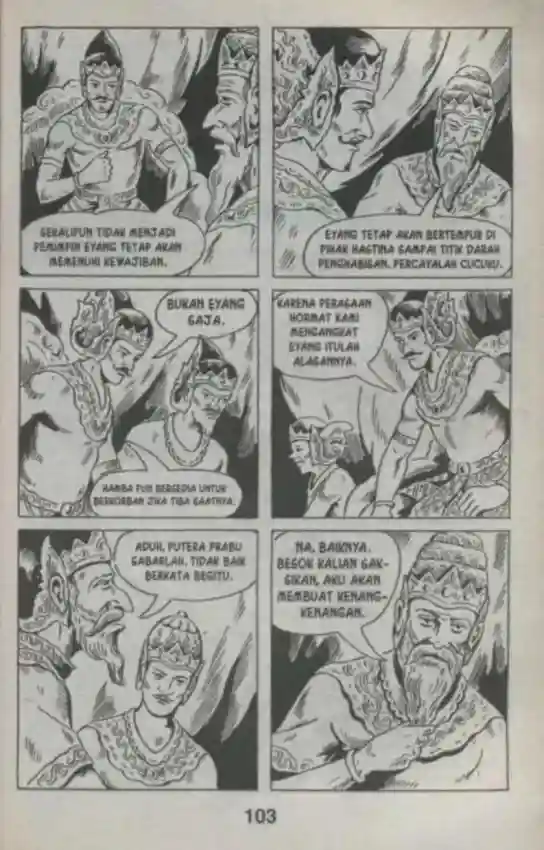 SEKALIPUN TIDAK MENJADI
PEMIMPIN EYANG TETAP AKAN
MEMENUHI KEWAJIBAN.
EYANG TETAP AKAN BERTEMPUR DI
PIHAK HASTINA SAMPAI TITIK DARAH
PENGHABISAN. PERCAYALAH CUCUKU.
BUKAN EYANG
SAJA.
HAMBA PUN BERSEDIA UNTUK
BERKORBAN JIKA TIBA SAATNYA.
KARENA PERASAAN
HORMAT KAMI
MENGANGKAT
EYANG ITULAH
ALASANNYA.
ADUH, PUTERA PRABU
SABARLAH. TIDAK BAIK
BERKATA BEGITU.
NA, BAIKNYA.
BESOK KALIAN SAK-
SIKAN, AKU AKAN
MEMBUAT KENANG-
KENANGAN.
103